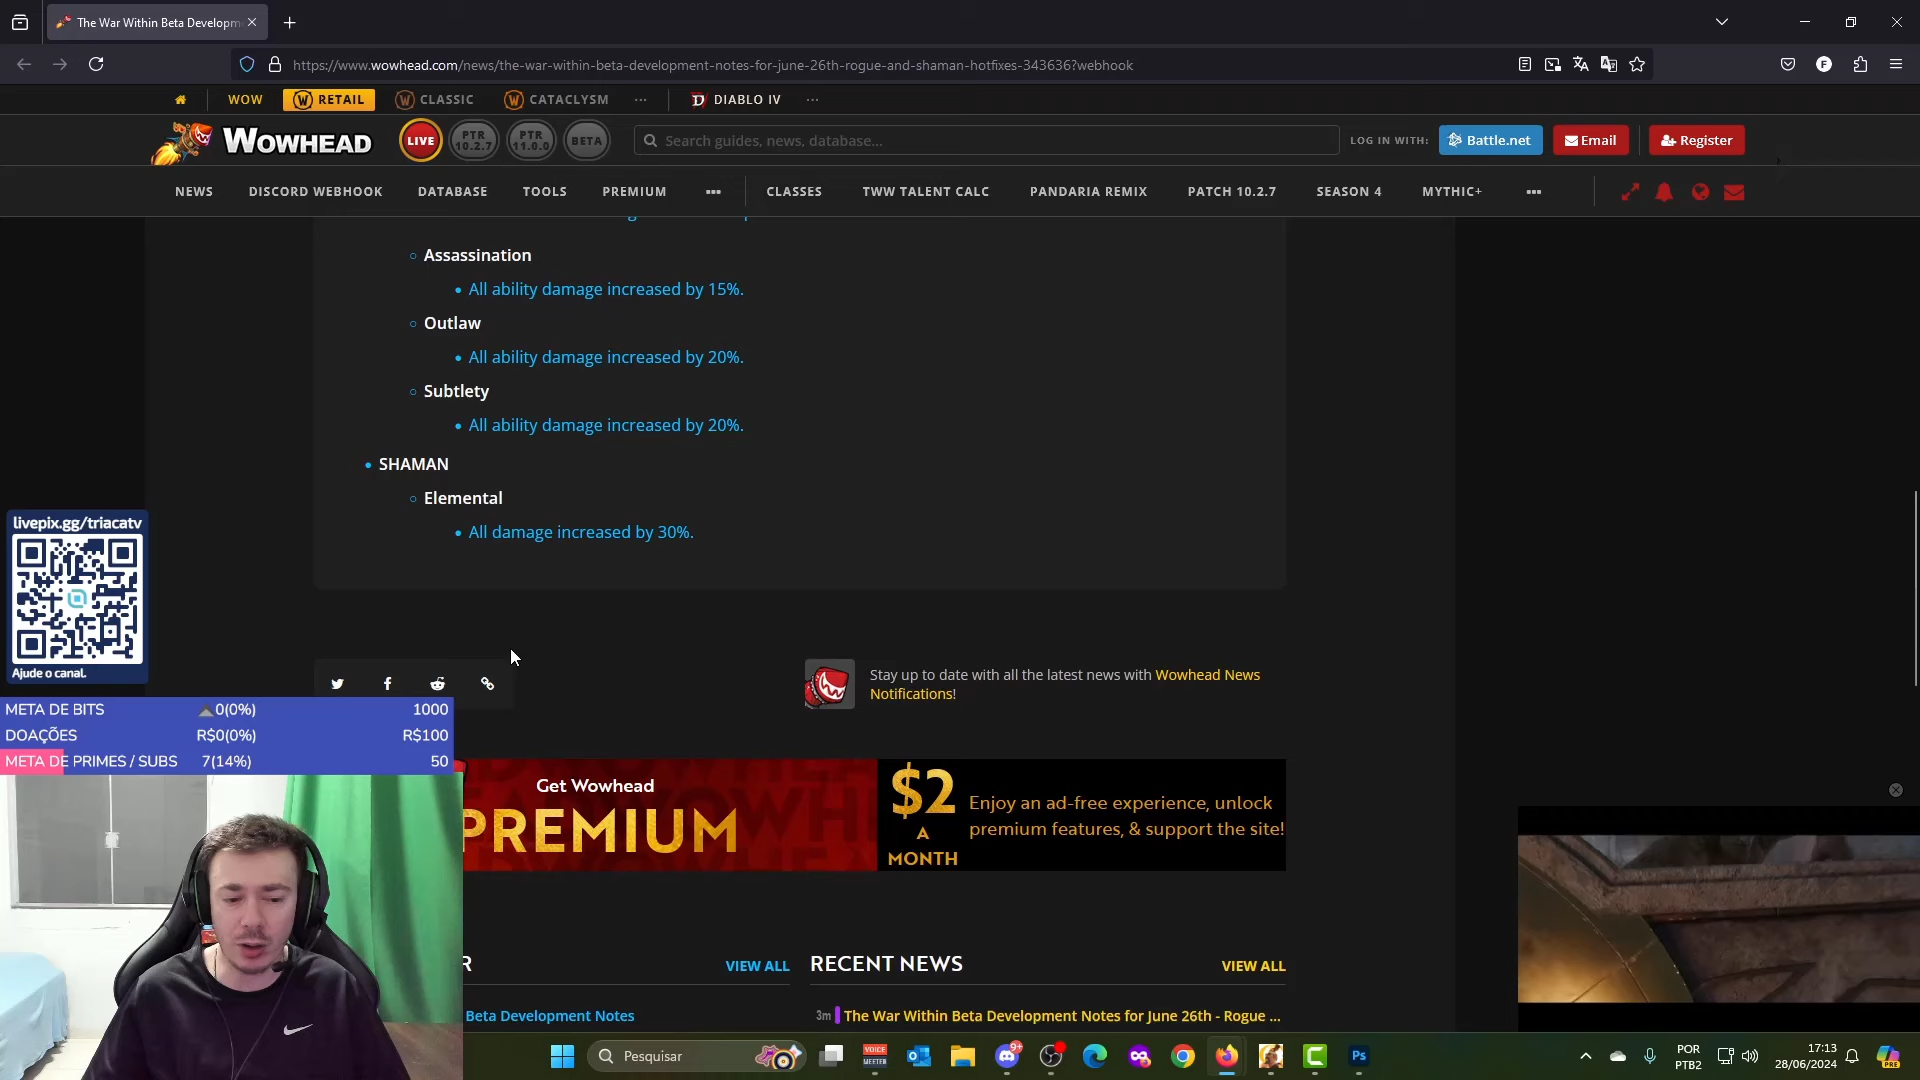 The War Within Beta Developm
https://www.wowhead.com/news/the-war-within-beta-development-notes-for-june-26th-rogue-and-shaman-hotfixes-343636?webhook
WOW
RETAIL
CLASSIC
CATACLYSM
DIABLO IV
WOWHEAD
LIVE
PTR 10.2.7
PTR 11.0.0
BETA
Search guides, news, database...
LOG IN WITH:
Battle.net
Email
Register
NEWS
DISCORD WEBHOOK
DATABASE
TOOLS
PREMIUM
CLASSES
TWW TALENT CALC
PANDARIA REMIX
PATCH 10.2.7
SEASON 4
MYTHIC+
Assassination
All ability damage increased by 15%.
Outlaw
All ability damage increased by 20%.
Subtlety
All ability damage increased by 20%.
SHAMAN
Elemental
All damage increased by 30%.
livepix.gg/triacatv
Ajude o canal.
Stay up to date with all the latest news with Wowhead News
Notifications!
META DE BITS 0(0%) 1000
DOAÇÕES R$0(0%) R$100
META DE PRIMES / SUBS 7(14%) 50
Get Wowhead
PREMIUM
$2
A
MONTH
Enjoy an ad-free experience, unlock
premium features, & support the site!
R
VIEW ALL
RECENT NEWS
VIEW ALL
Beta Development Notes
3m The War Within Beta Development Notes for June 26th - Rogue ...
Pesquisar
VOICE
MEETER
9+
Ps
POR
PTB2
17:13
28/06/2024
PRE